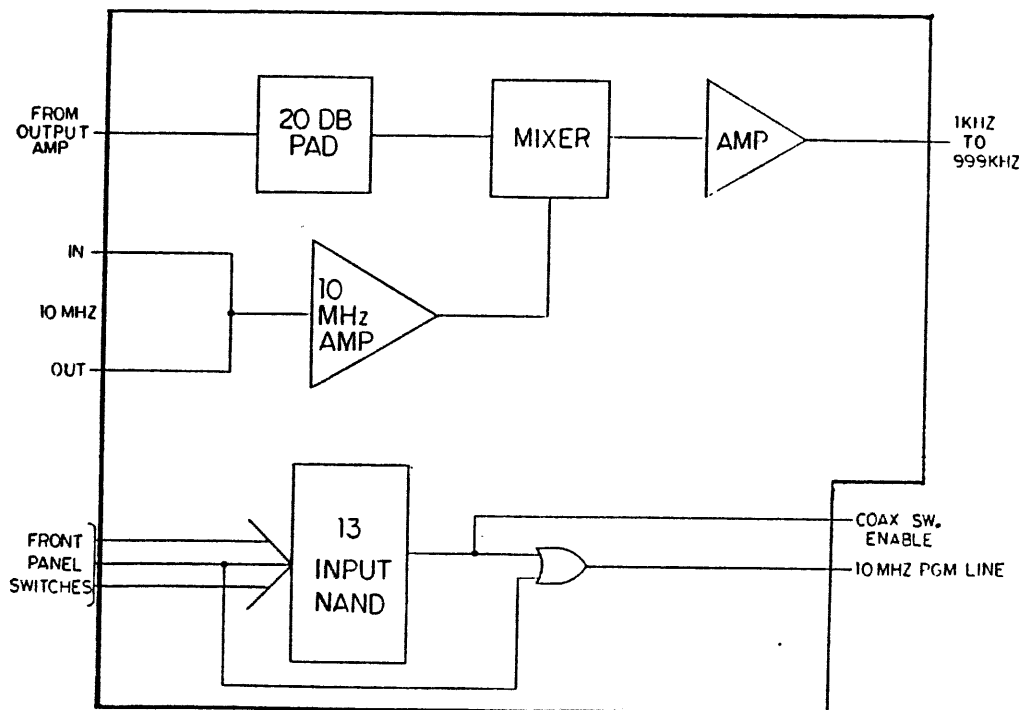 FROM
OUTPUT
AMP
20 DB
PAD
MIXER
AMP
1KHZ
TO
999KHZ
IN
10 MHZ
OUT
10
MHz
AMP
FRONT
PANEL
SWITCHES
13
INPUT
NAND
COAX SW.
ENABLE
10 MHZ PGM LINE